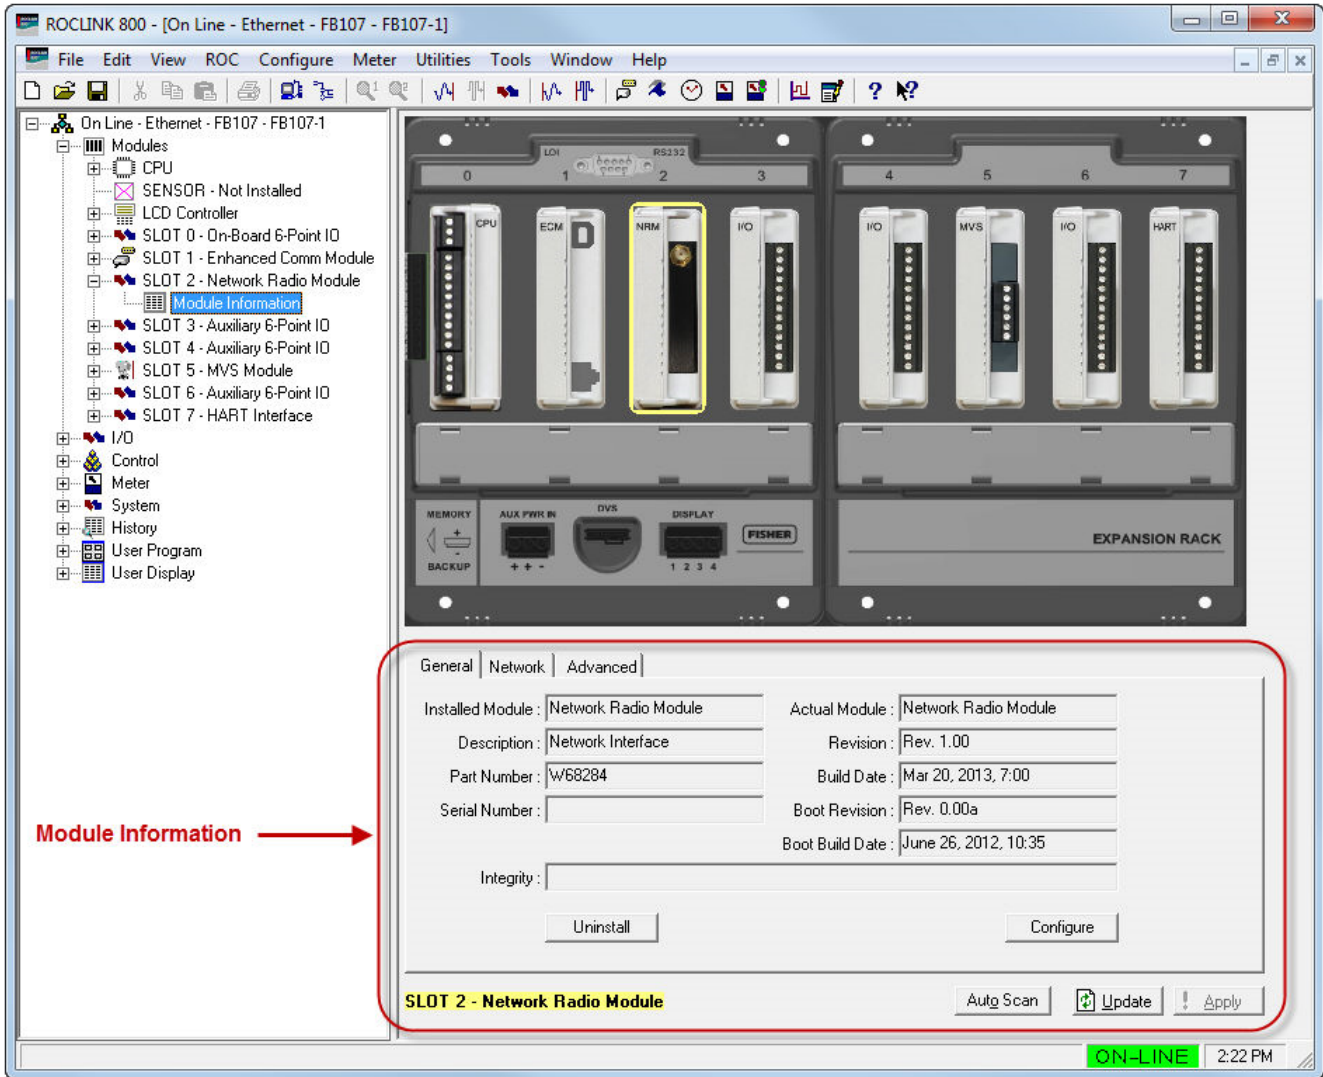 ROCLINK 800 - [On Line - Ethernet - FB107 - FB107-1]
File Edit View ROC Configure Meter Utilities Tools Window Help
On Line - Ethernet - FB107 - FB107-1
Modules
CPU
SENSOR - Not Installed
LCD Controller
SLOT 0 - On-Board 6-Point IO
SLOT 1 - Enhanced Comm Module
SLOT 2 - Network Radio Module
Module Information
SLOT 3 - Auxiliary 6-Point IO
SLOT 4 - Auxiliary 6-Point IO
SLOT 5 - MVS Module
SLOT 6 - Auxiliary 6-Point IO
SLOT 7 - HART Interface
I/O
Control
Meter
System
History
User Program
User Display
LOI RS232
0 1 2 3 4 5 6 7
CPU ECM NRM I/O I/O MVS I/O HART
D
MEMORY AUX PWR IN DVS DISPLAY
FISHER
EXPANSION RACK
+ -
BACKUP + + - 1 2 3 4
General Network Advanced
Installed Module : Network Radio Module Actual Module : Network Radio Module
Description : Network Interface Revision : Rev. 1.00
Part Number : W68284 Build Date : Mar 20, 2013, 7:00
Serial Number : Boot Revision : Rev. 0.00a
Boot Build Date : June 26, 2012, 10:35
Module Information
Integrity :
Uninstall Configure
SLOT 2 - Network Radio Module Auto Scan Update ! Apply
ON-LINE 2:22 PM